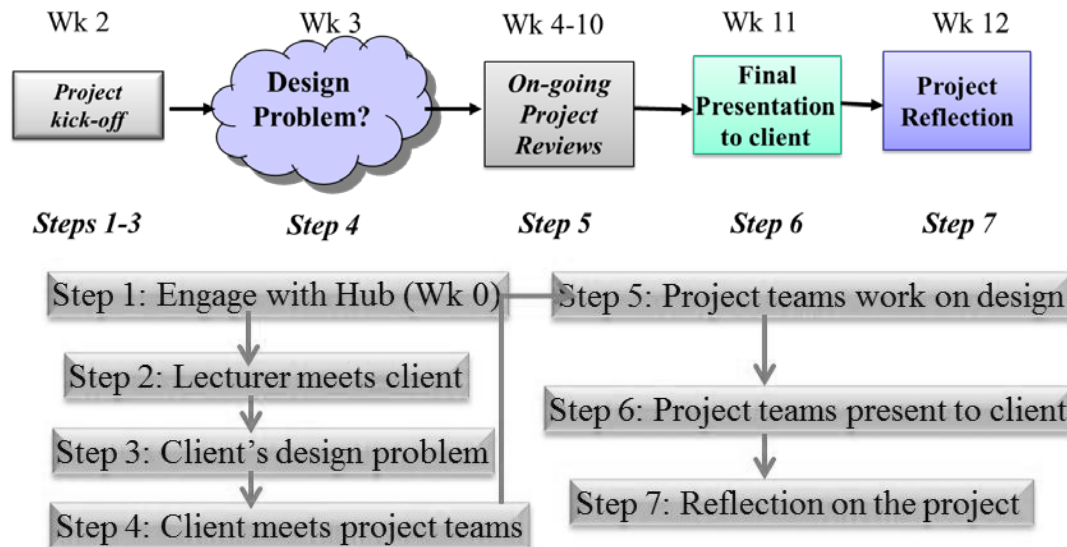 Wk 2
Wk 3
Wk 4-10
Wk 11
Wk 12
Project
kick-off
Design
Problem?
On-going
Project
Reviews
Final
Presentation
to client
Project
Reflection
Steps 1-3
Step 4
Step 5
Step 6
Step 7
Step 1: Engage with Hub (Wk 0)
Step 2: Lecturer meets client
Step 3: Client's design problem
Step 4: Client meets project teams
Step 5: Project teams work on design
Step 6: Project teams present to client
Step 7: Reflection on the project